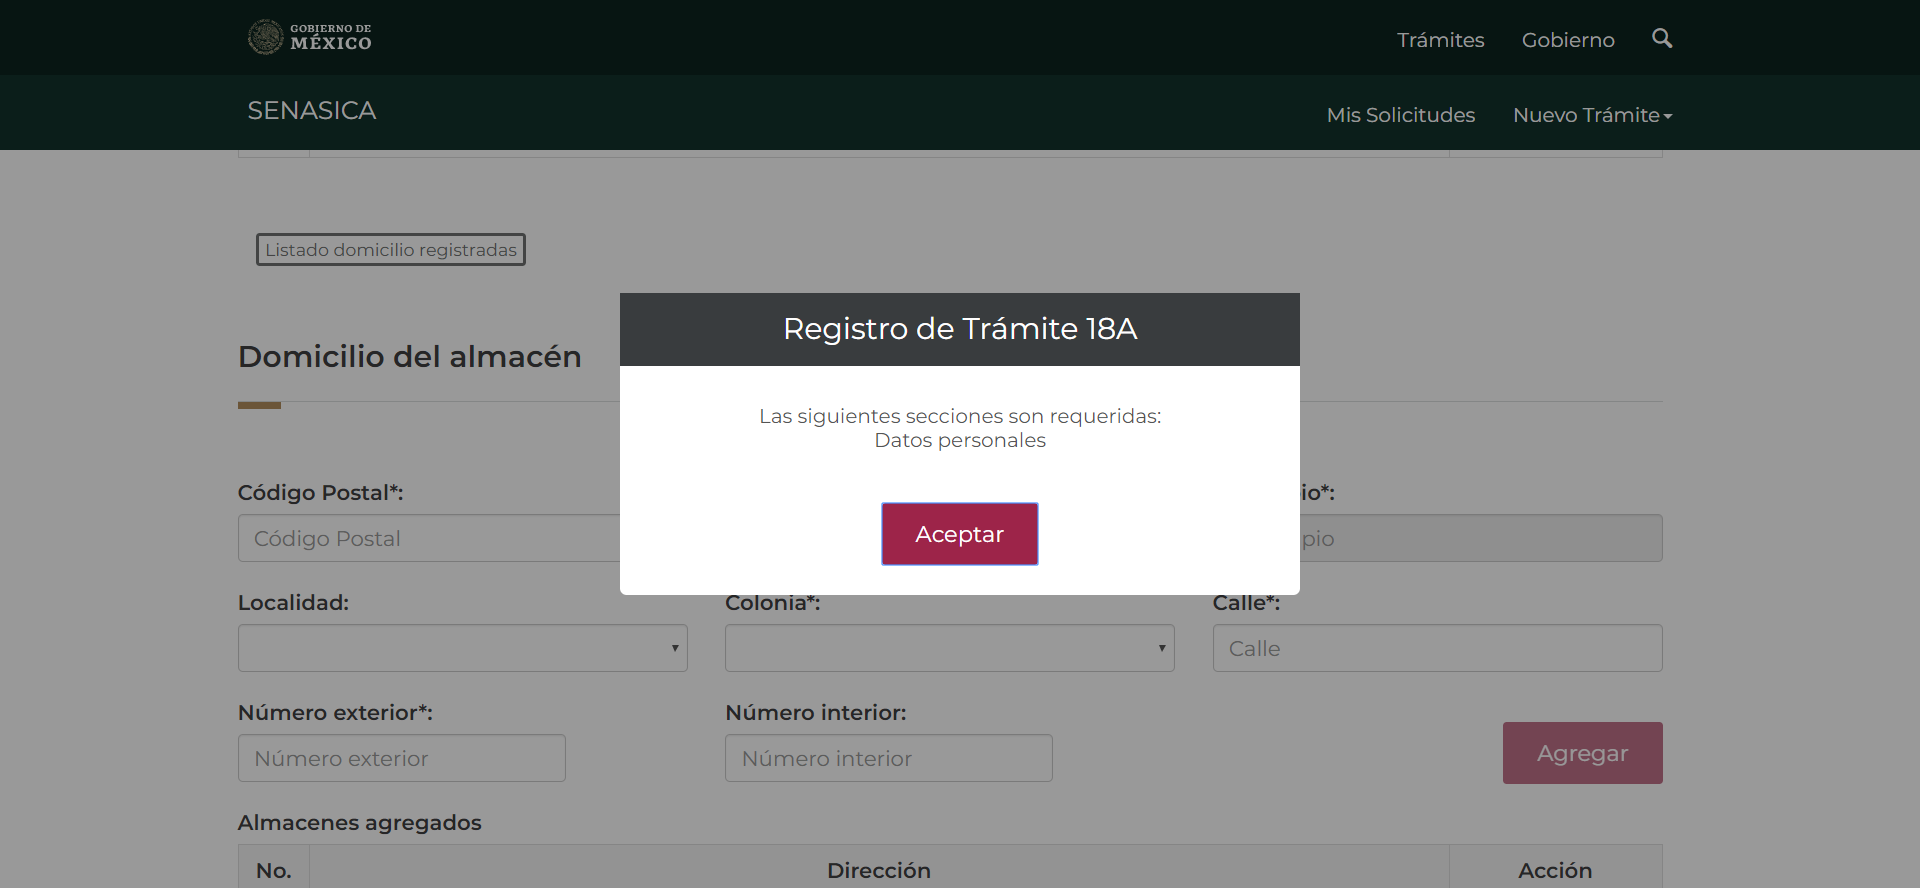 GOBIERNO DE
MÉXICO
Trámites
Gobierno
SENASICA
Mis Solicitudes
Nuevo Trámite
Listado domicilio registradas
Registro de Trámite 18A
Las siguientes secciones son requeridas:
Datos personales
Aceptar
Domicilio del almacén
Código Postal*:
io*:
Código Postal
pio
Localidad:
Colonia*:
Calle*:
Calle
Número exterior*:
Número interior:
Número exterior
Número interior
Agregar
Almacenes agregados
No.
Dirección
Acción